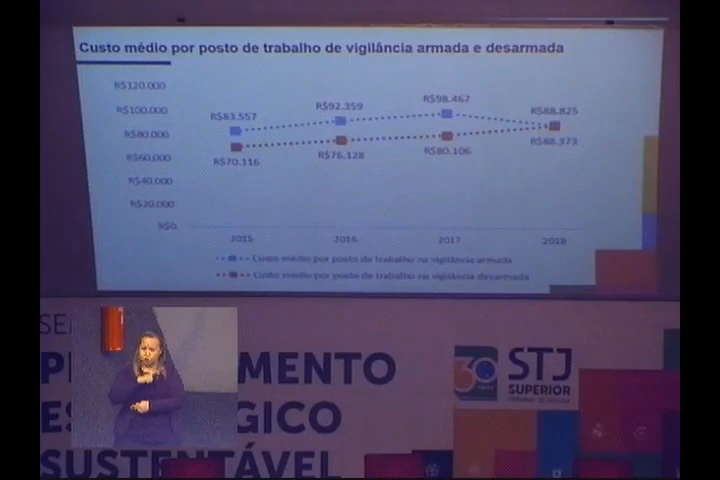 Custo médio por posto de trabalho de vigilância armada e desarmada
R$120.000
R$100.000
R$80.000
R$60.000
R$40.000
R$20.000
R$0
R$83.557
R$92.359
R$98.467
R$88.825
R$70.116
R$76.128
R$80.106
R$88.373
2015 2016 2017 2018
Custo médio por posto de trabalho na vigilância armada
Custo médio por posto de trabalho na vigilância desarmada
MENTO
GICO
SUSTENTÁVEL
30
STJ
SUPERIOR